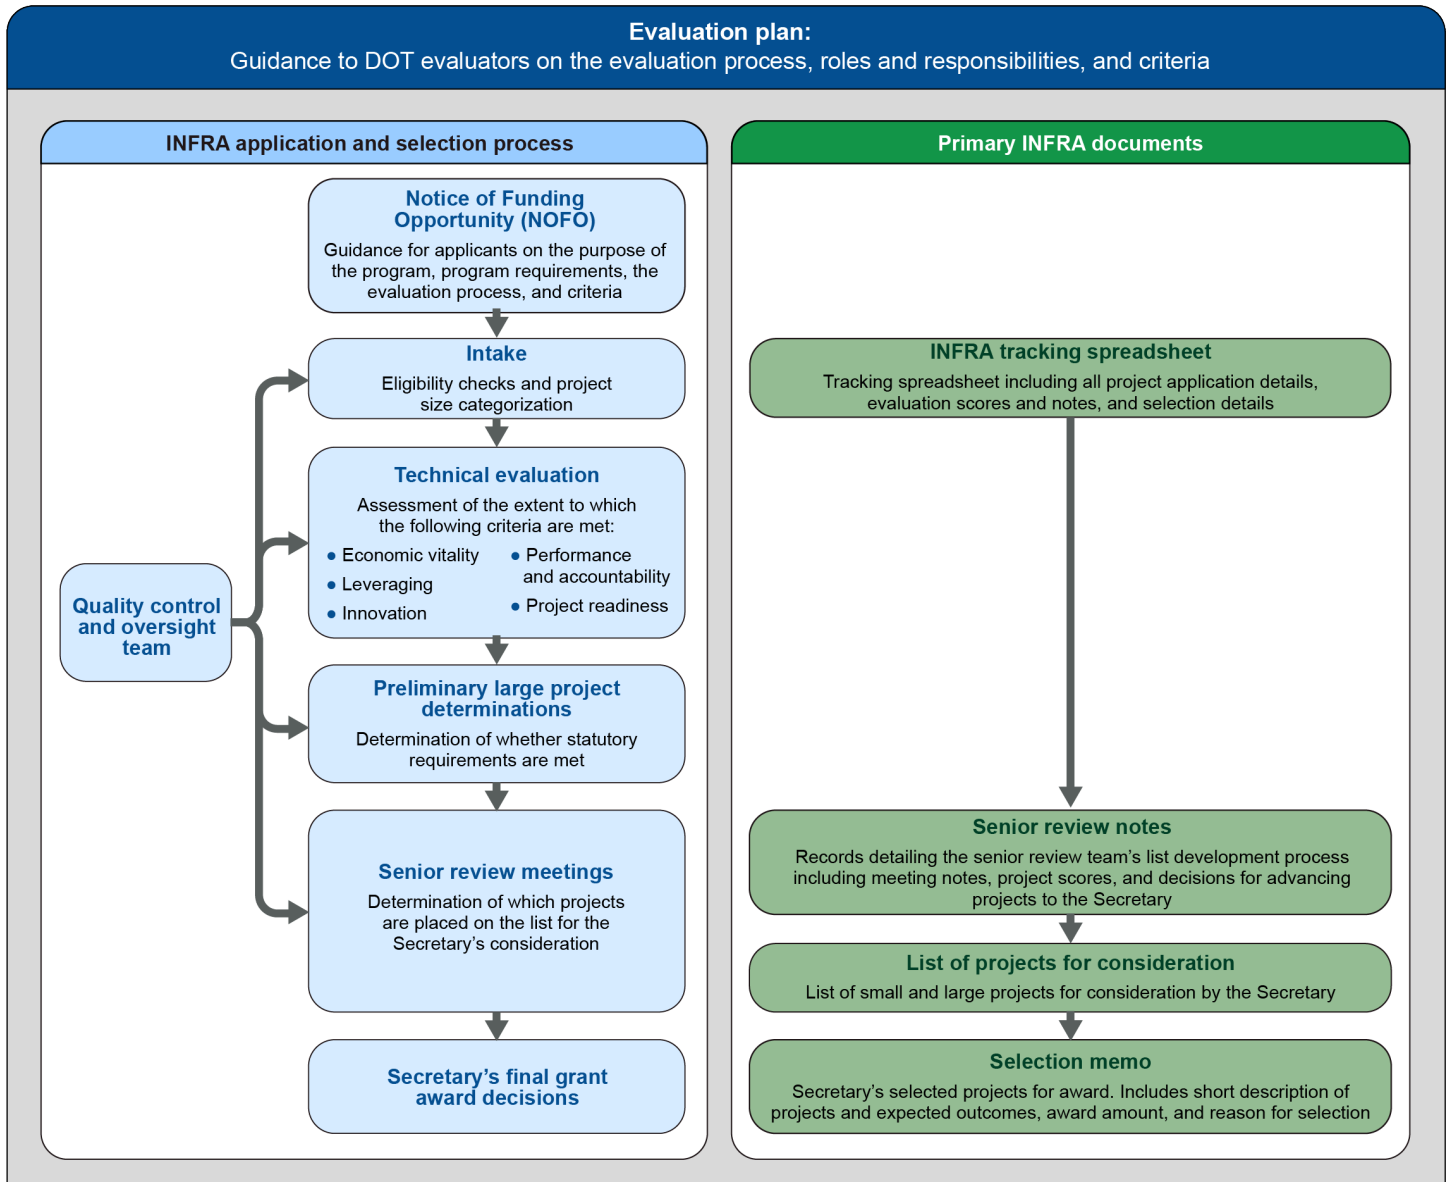 Evaluation plan:
Guidance to DOT evaluators on the evaluation process, roles and responsibilities, and criteria
INFRA application and selection process
Notice of Funding
Opportunity (NOFO)
Guidance for applicants on the purpose of
the program, program requirements, the
evaluation process, and criteria
Intake
Eligibility checks and project
size categorization
Technical evaluation
Assessment of the extent to which
the following criteria are met:
● Economic vitality
● Leveraging
● Innovation
● Performance
and accountability
● Project readiness
Quality control
and oversight
team
Preliminary large project
determinations
Determination of whether statutory
requirements are met
Senior review meetings
Determination of which projects
are placed on the list for the
Secretary’s consideration
Secretary’s final grant
award decisions
Primary INFRA documents
INFRA tracking spreadsheet
Tracking spreadsheet including all project application details,
evaluation scores and notes, and selection details
Senior review notes
Records detailing the senior review team’s list development process
including meeting notes, project scores, and decisions for advancing
projects to the Secretary
List of projects for consideration
List of small and large projects for consideration by the Secretary
Selection memo
Secretary’s selected projects for award. Includes short description of
projects and expected outcomes, award amount, and reason for selection